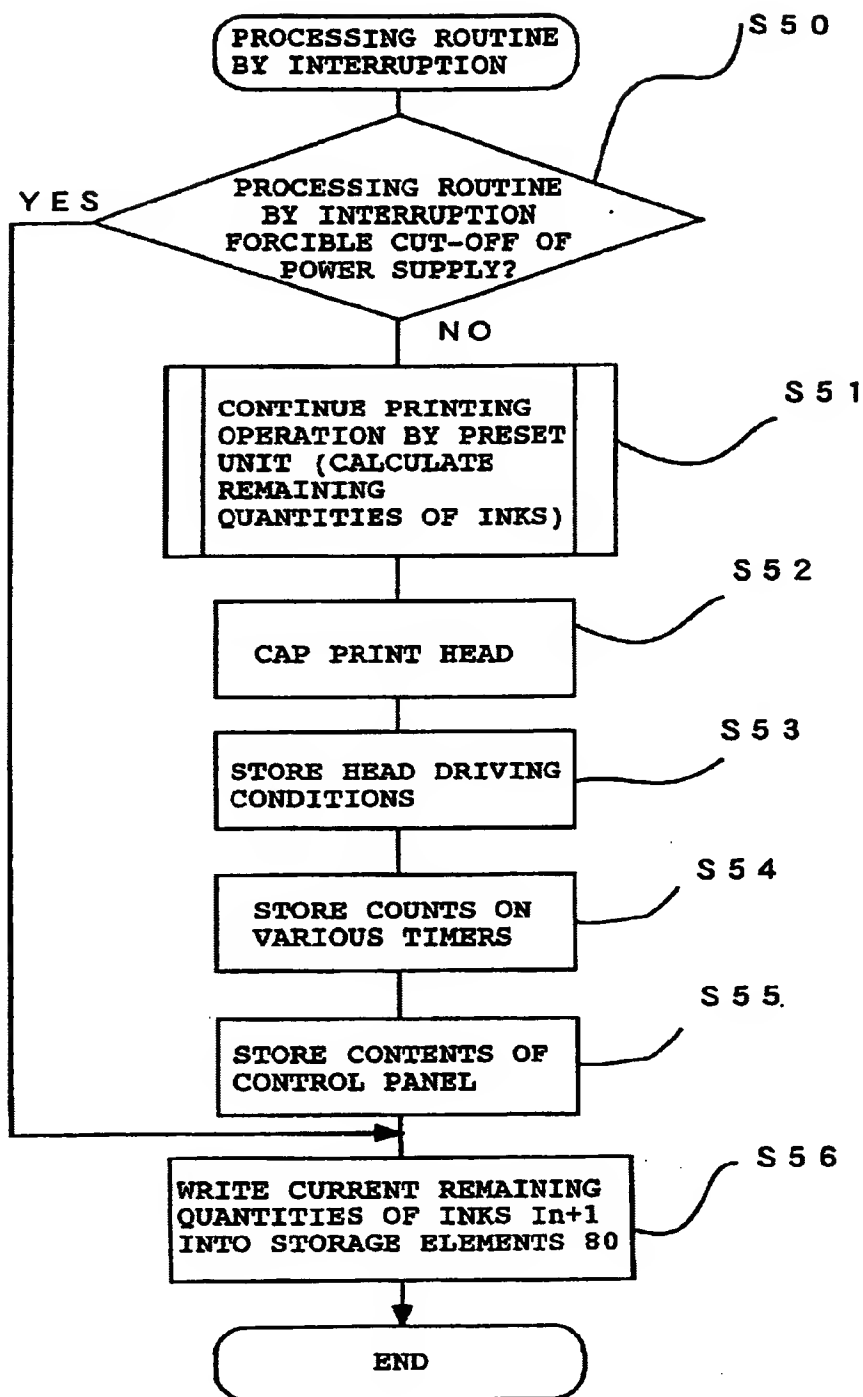 PROCESSING ROUTINE
BY INTERRUPTION
S50
YES
PROCESSING ROUTINE
BY INTERRUPTION
FORCIBLE CUT-OFF OF
POWER SUPPLY?
NO
CONTINUE PRINTING
OPERATION BY PRESET
UNIT (CALCULATE
REMAINING
QUANTITIES OF INKS)
S51
CAP PRINT HEAD
S52
STORE HEAD DRIVING
CONDITIONS
S53
STORE COUNTS ON
VARIOUS TIMERS
S54
STORE CONTENTS OF
CONTROL PANEL
S55
WRITE CURRENT REMAINING
QUANTITIES OF INKS In+1
INTO STORAGE ELEMENTS 80
S56
END